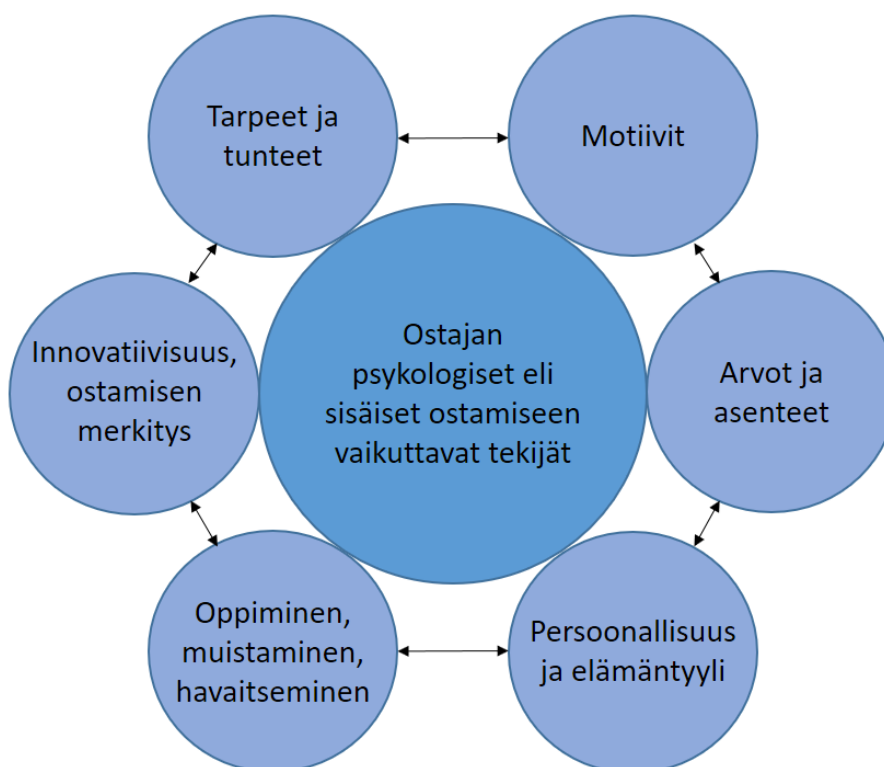 Tarpeet ja
tunteet
Motiivit
Innovatiivisuus,
ostamisen
merkitys
Ostajan
psykologiset eli
sisäiset ostamiseen
vaikuttavat tekijät
Arvot ja
asenteet
Oppiminen,
muistaminen,
havaitseminen
Persoonallisuus
ja elämäntyyli